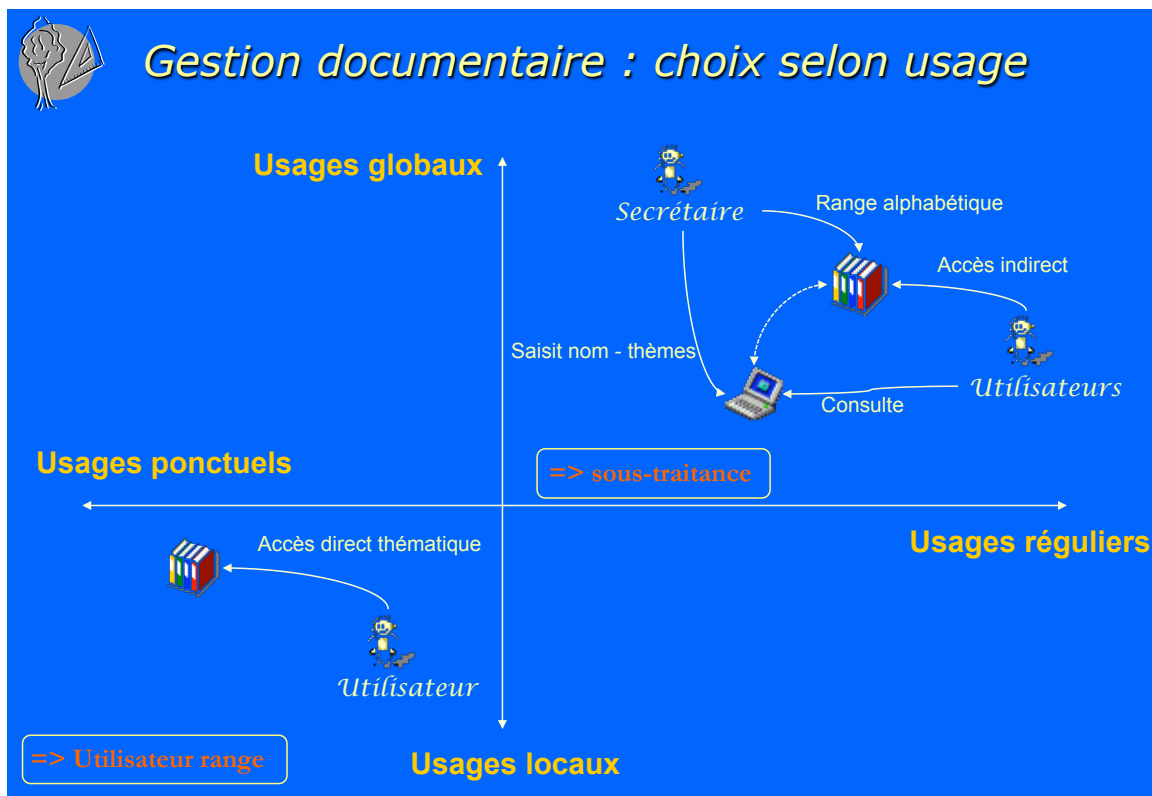 Gestion documentaire : choix selon usage
Usages globaux
Secrétaire
Range alphabétique
Accès indirect
Saisit nom - thèmes
Utilisateurs
Consulte
Usages ponctuels
=> sous-traitance
Usages réguliers
Accès direct thématique
Utilisateur
=> Utilisateur range
Usages locaux